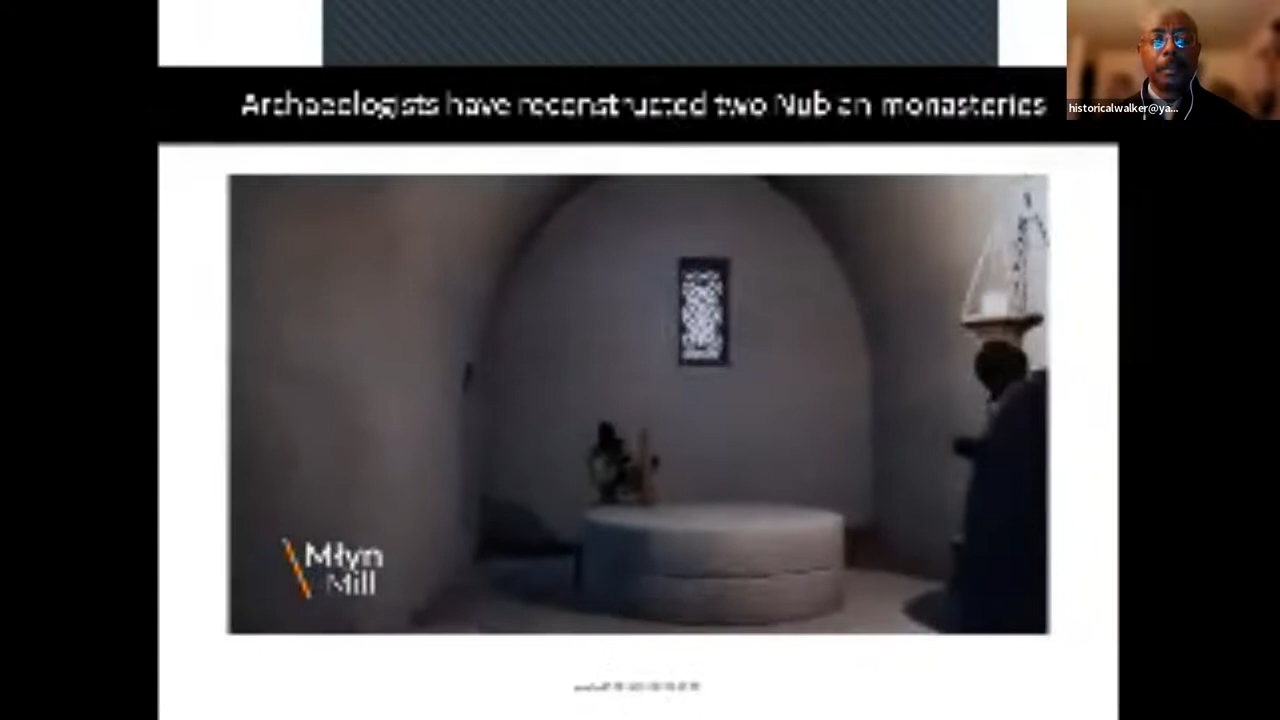 Archaeologists have reconstructed two Nubian monasteries
historicalwalker@ya...
Młyn
Mill